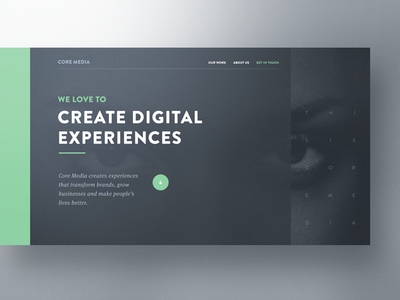 CORE MEDIA
OUR WORK ABOUT US GET IN TOUCH
WE LOVE TO
CREATE DIGITAL
EXPERIENCES
Core Media creates experiences
that transform brands, grow
businesses and make people's
lives better.
T H I
S I S
C O R
E M E
D I A